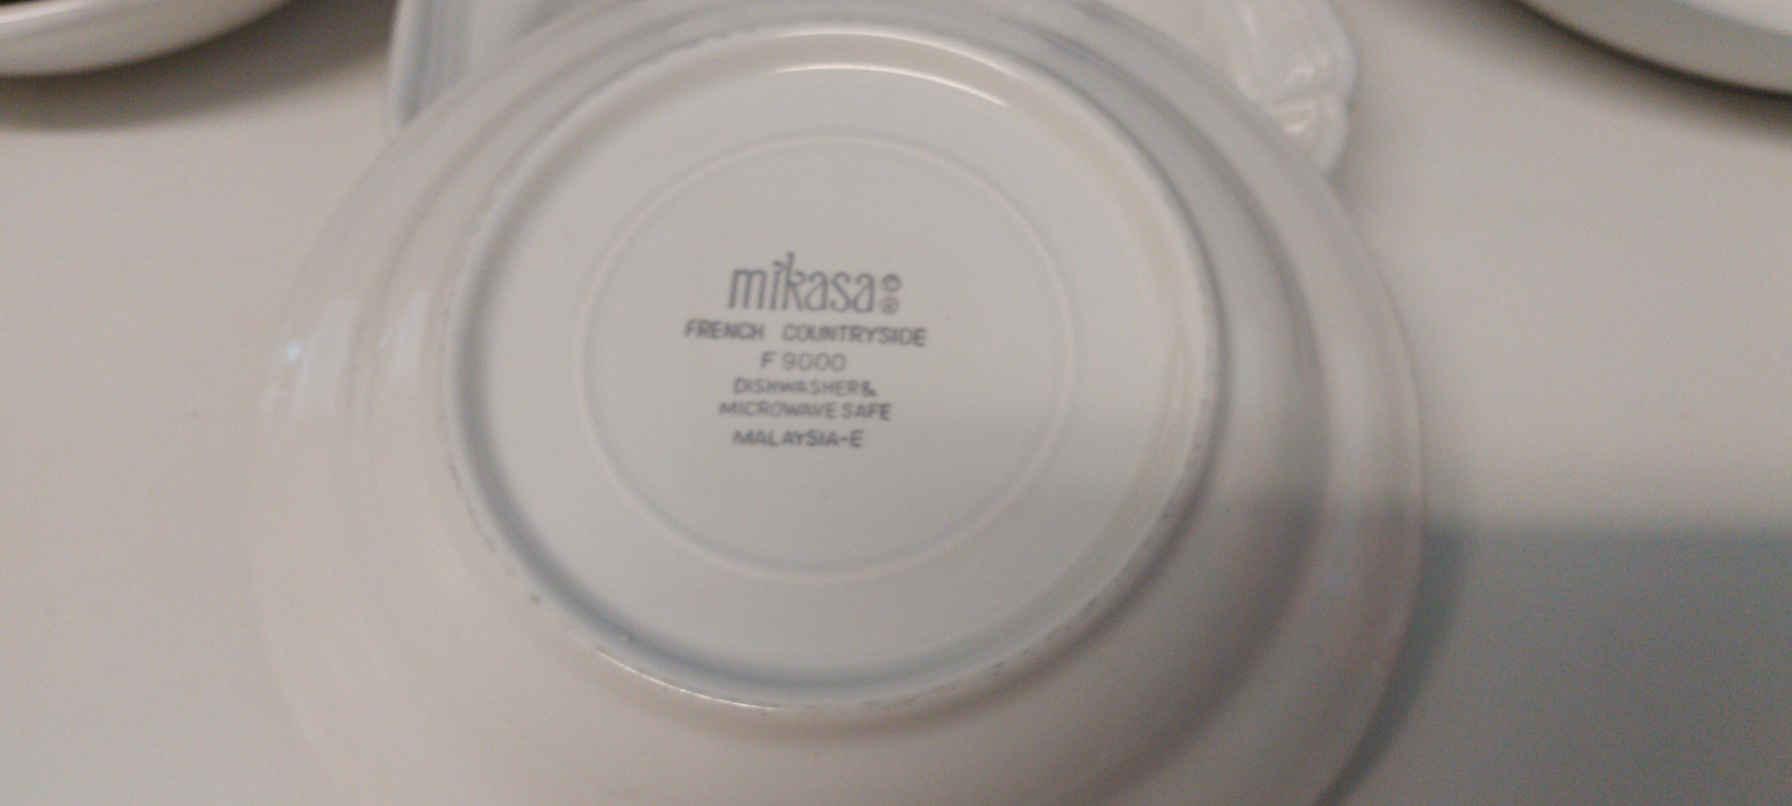 mikasa
FRENCH COUNTRYSIDE
F 9000
DISHWASHER &
MICROWAVE SAFE
MALAYSIA-E